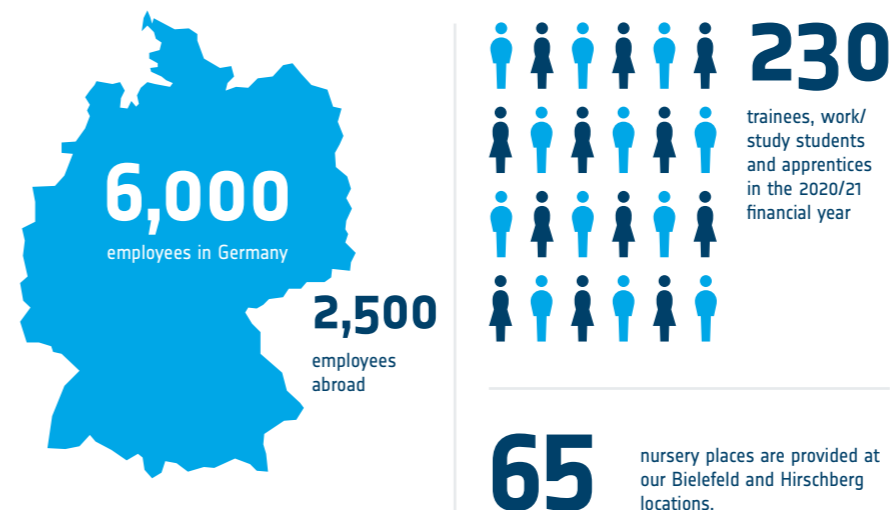 6,000
employees in Germany
2,500
employees
abroad
230
trainees, work/
study students
and apprentices
in the 2020/21
financial year
65
nursery places are provided at
our Bielefeld and Hirschberg
locations.